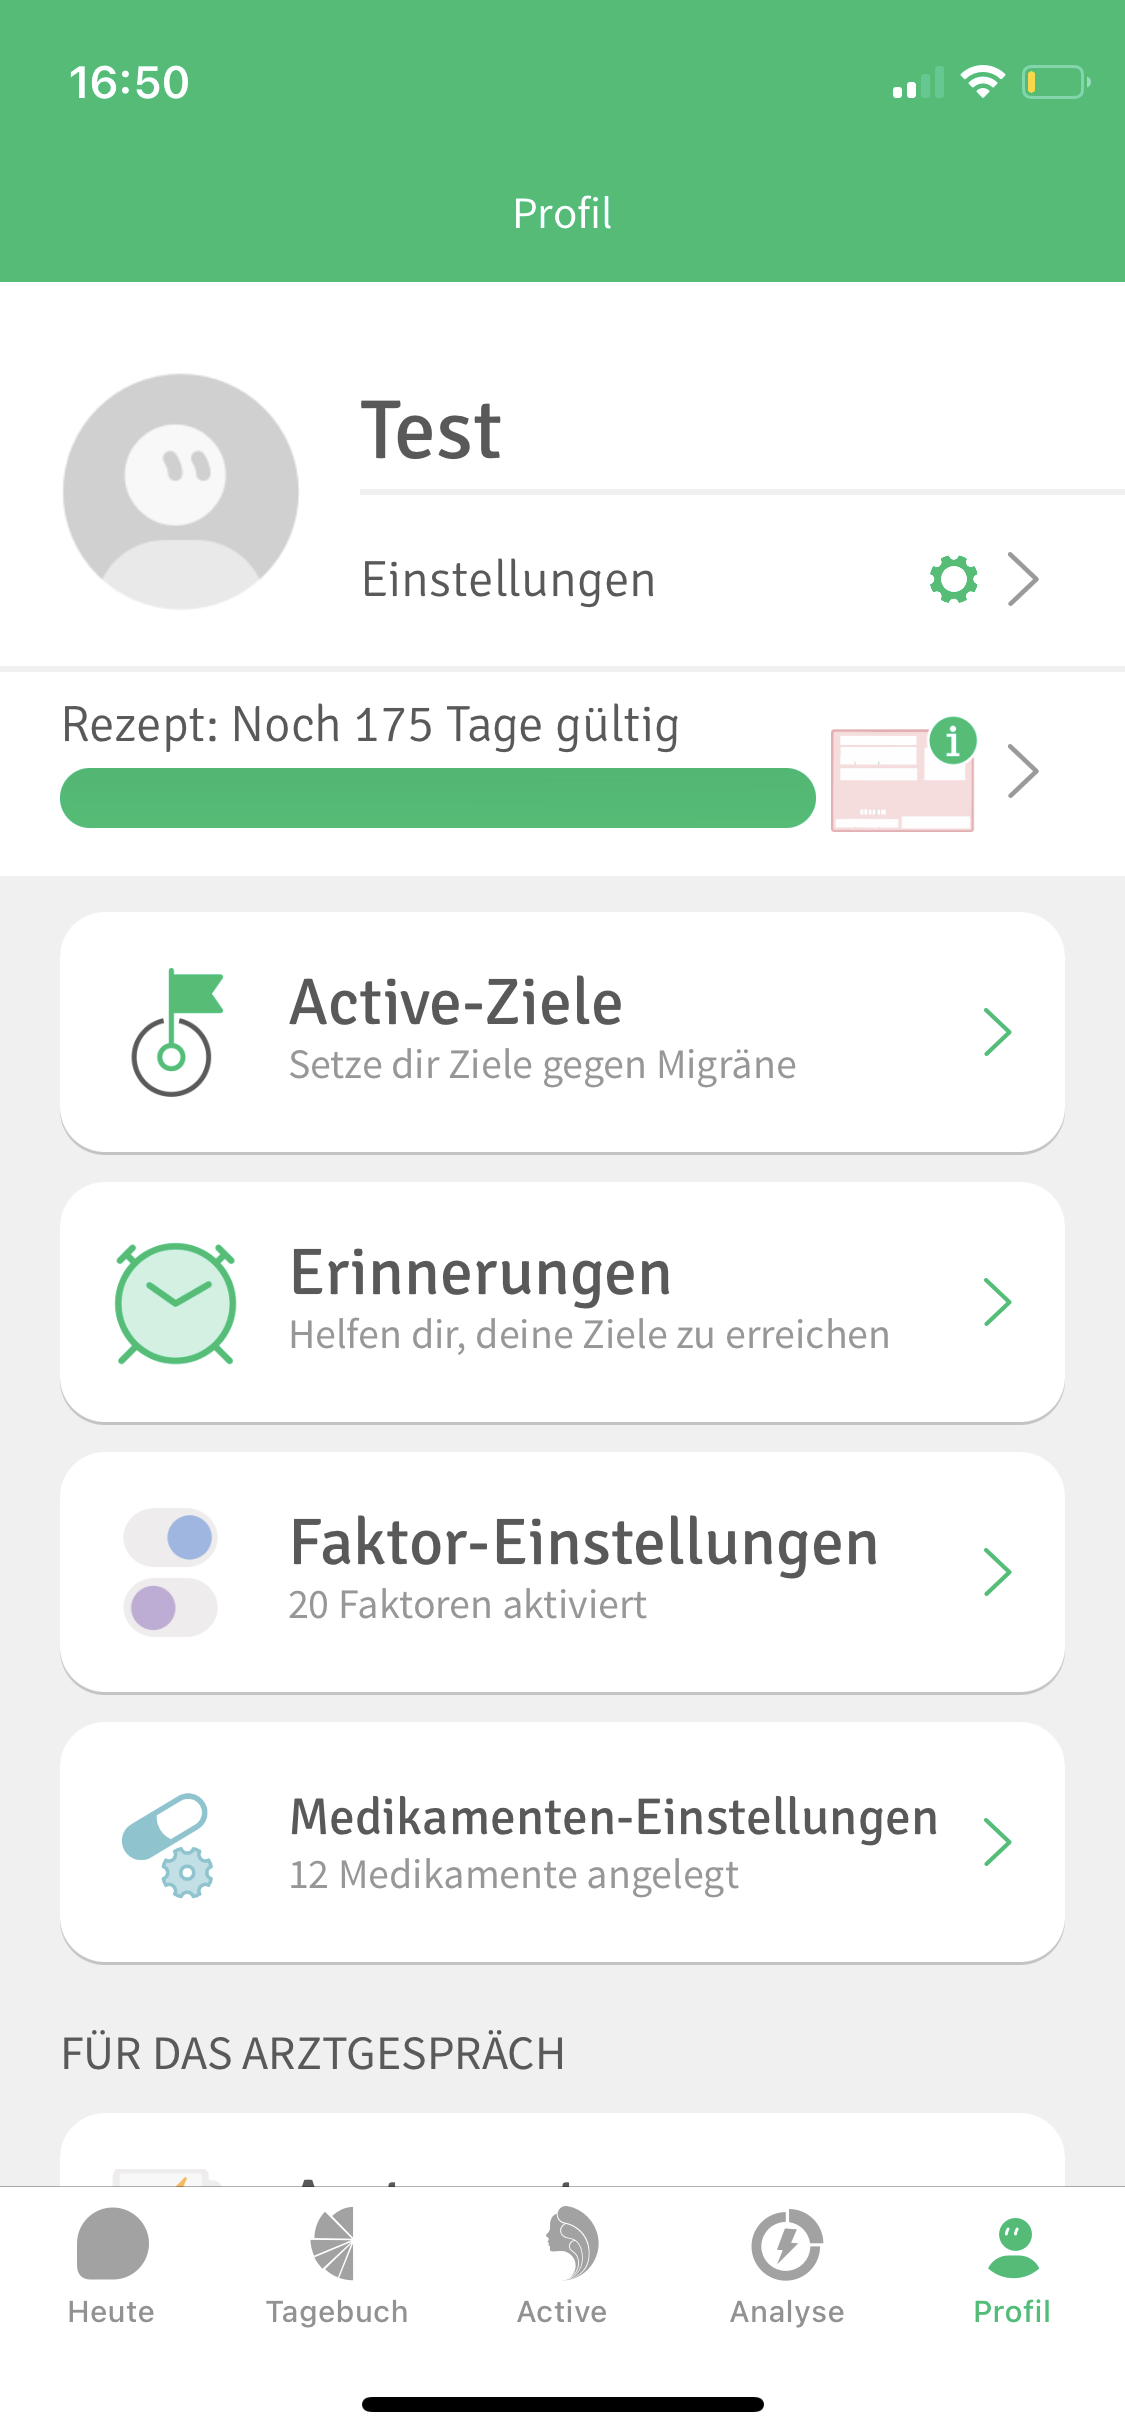 16:50
Profil
Test
Einstellungen
Rezept: Noch 175 Tage gültig
i
Active-Ziele
Setze dir Ziele gegen Migräne
Erinnerungen
Helfen dir, deine Ziele zu erreichen
Faktor-Einstellungen
20 Faktoren aktiviert
Medikamenten-Einstellungen
12 Medikamente angelegt
FÜR DAS ARZTGESPRÄCH
Heute
Tagebuch
Active
Analyse
Profil